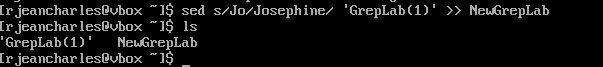 [rjeancharles@vbox ~]$ sed s/Jo/Josephine/ 'GrepLab(1)' >> NewGrepLab
[rjeancharles@vbox ~]$ ls
'GrepLab(1)'   NewGrepLab
[rjeancharles@vbox ~]$